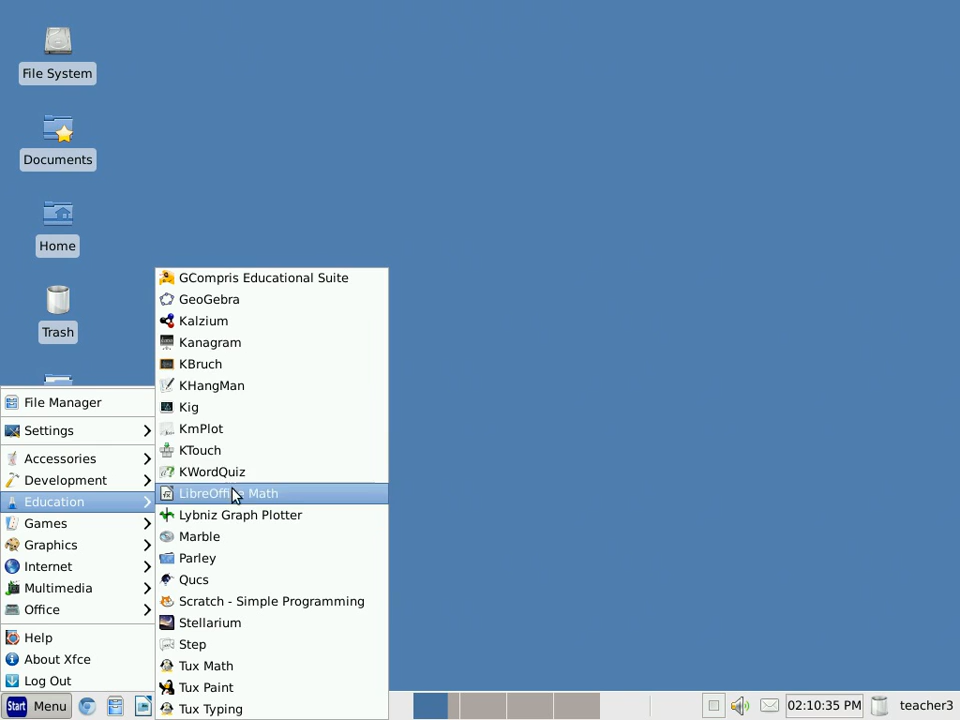 File System
Documents
Home
Trash
GCompris Educational Suite
GeoGebra
Kalzium
Kanagram
KBruch
KHangMan
Kig
KmPlot
KTouch
KWordQuiz
LibreOffice Math
Lybniz Graph Plotter
Marble
Parley
Qucs
Scratch - Simple Programming
Stellarium
Step
Tux Math
Tux Paint
Tux Typing
File Manager
Settings
Accessories
Development
Education
Games
Graphics
Internet
Multimedia
Office
Help
About Xfce
Log Out
Start Menu
02:10:35 PM
teacher3